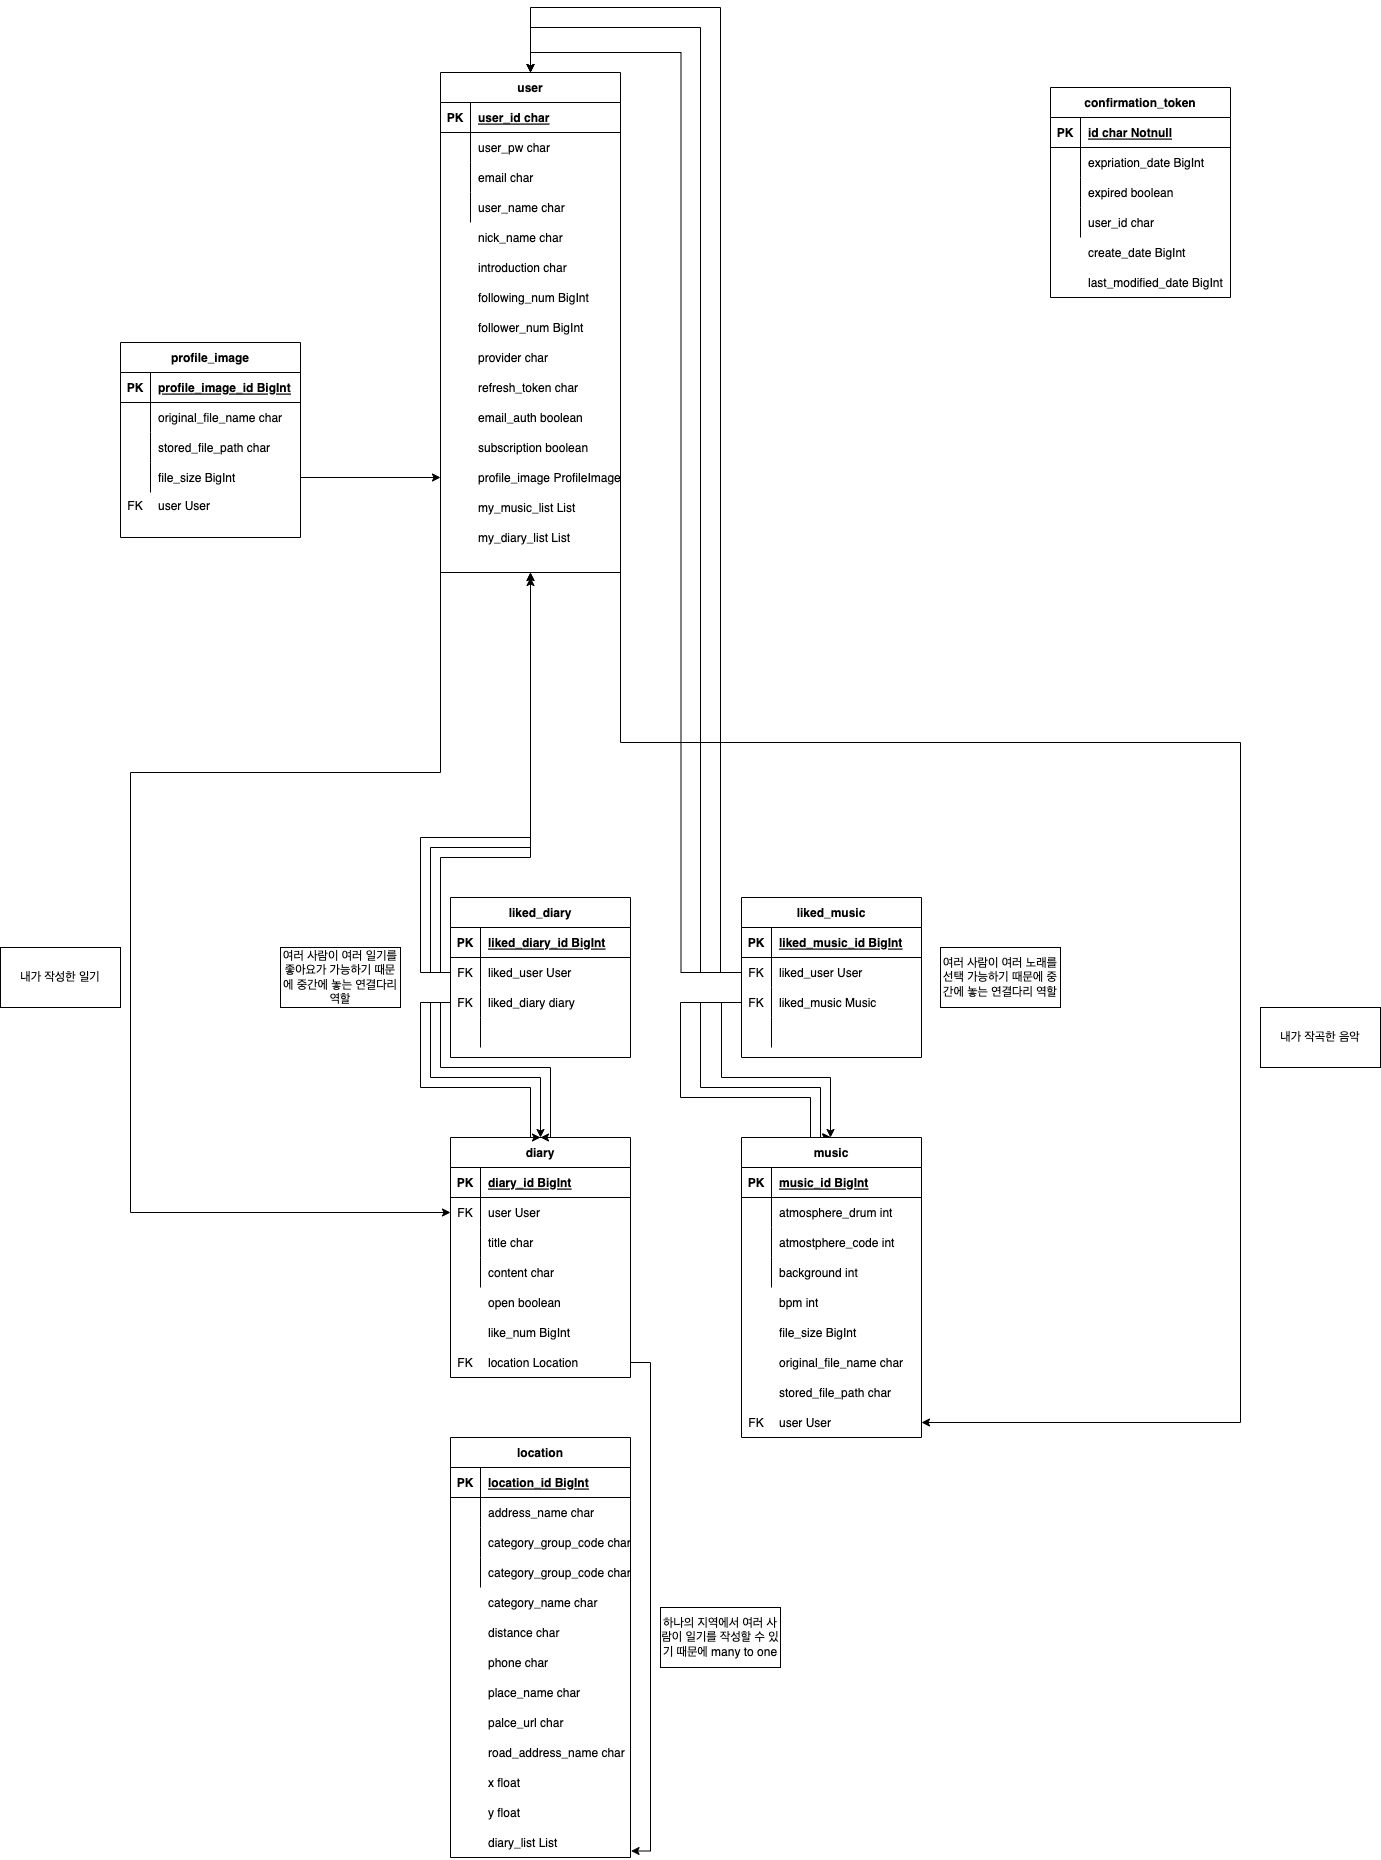 user
PK user_id char
user_pw char
email char
user_name char
nick_name char
introduction char
following_num BigInt
follower_num BigInt
provider char
refresh_token char
email_auth boolean
subscription boolean
profile_image ProfileImage
my_music_list List
my_diary_list List
confirmation_token
PK id char Notnull
expriation_date BigInt
expired boolean
user_id char
create_date BigInt
last_modified_date BigInt
profile_image
PK profile_image_id BigInt
original_file_name char
stored_file_path char
file_size BigInt
FK user User
내가 작성한 일기
여러 사람이 여러 일기를
좋아요가 가능하기 때문
에 중간에 놓는 연결다리
역할
liked_diary
PK liked_diary_id BigInt
FK liked_user User
FK liked_diary diary
liked_music
PK liked_music_id BigInt
FK liked_user User
FK liked_music Music
여러 사람이 여러 노래를
선택 가능하기 때문에 중
간에 놓는 연결다리 역할
내가 작곡한 음악
diary
PK diary_id BigInt
FK user User
title char
content char
open boolean
like_num BigInt
FK location Location
music
PK music_id BigInt
atmosphere_drum int
atmostphere_code int
background int
bpm int
file_size BigInt
original_file_name char
stored_file_path char
FK user User
location
PK location_id BigInt
address_name char
category_group_code char
category_group_code char
category_name char
distance char
phone char
place_name char
palce_url char
road_address_name char
x float
y float
diary_list List
하나의 지역에서 여러 사
람이 일기를 작성할 수 있
기 때문에 many to one